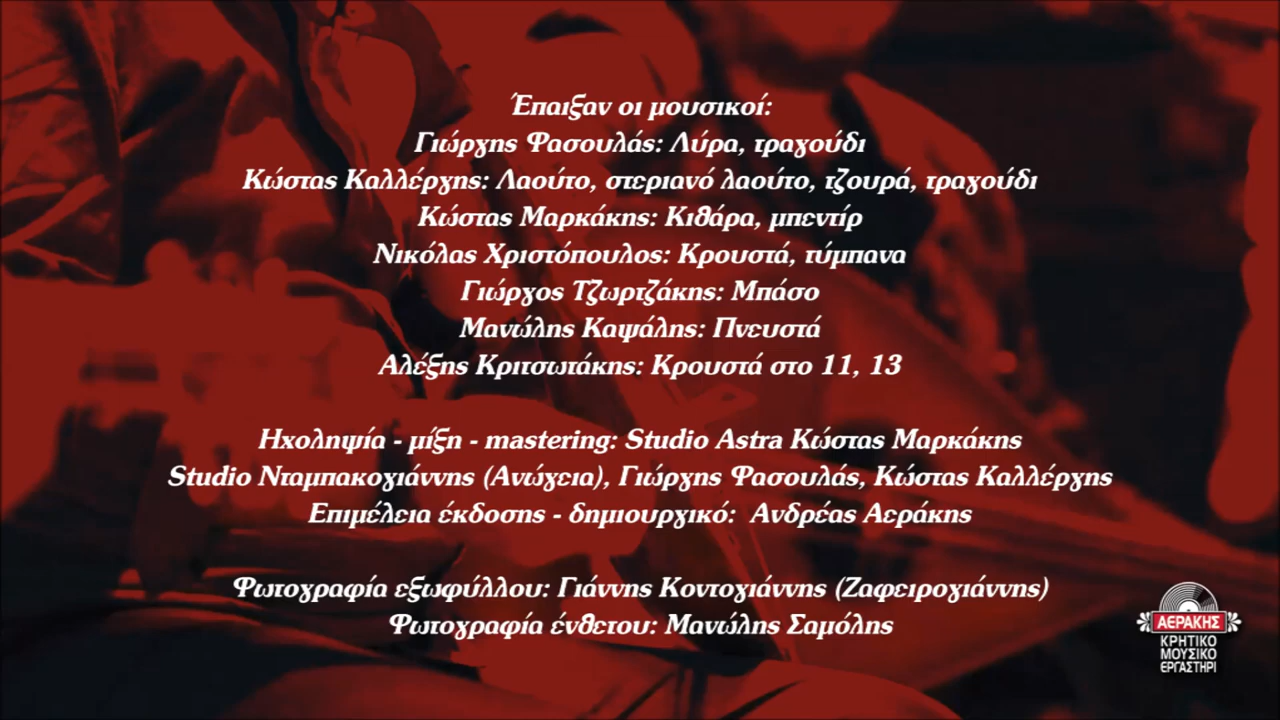 Έπαιξαν οι μουσικοί:
Γιώργης Φασουλάς: Λύρα, τραγούδι
Κώστας Καλλέργης: Λαούτο, στεριανό λαούτο, τζουρά, τραγούδι
Κώστας Μαρκάκης: Κιθάρα, μπεντίρ
Νικόλας Χριστόπουλος: Κρουστά, τύμπανα
Γιώργος Τζωρτζάκης: Μπάσο
Μανώλης Καψάλης: Πνευστά
Αλέξης Κριτσωτάκης: Κρουστά στο 11, 13
Ηχοληψία - μίξη - mastering: Studio Astra Κώστας Μαρκάκης
Studio Νταμπακογιάννης (Ανώγεια), Γιώργης Φασουλάς, Κώστας Καλλέργης
Επιμέλεια έκδοσης - δημιουργικό: Ανδρέας Αεράκης
Φωτογραφία εξωφύλλου: Γιάννης Κοντογιάννης (Ζαφειρογιάννης)
Φωτογραφία ένθετου: Μανώλης Σαμόλης
ΑΕΡΑΚΗΣ
ΚΡΗΤΙΚΟ
ΜΟΥΣΙΚΟ
ΕΡΓΑΣΤΗΡΙ